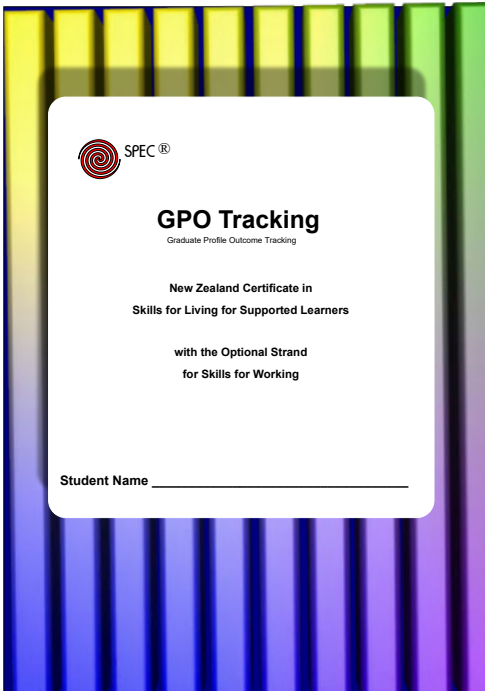 SPEC ®
GPO Tracking
Graduate Profile Outcome Tracking
New Zealand Certificate in
Skills for Living for Supported Learners
with the Optional Strand
for Skills for Working
Student Name ___________________________________